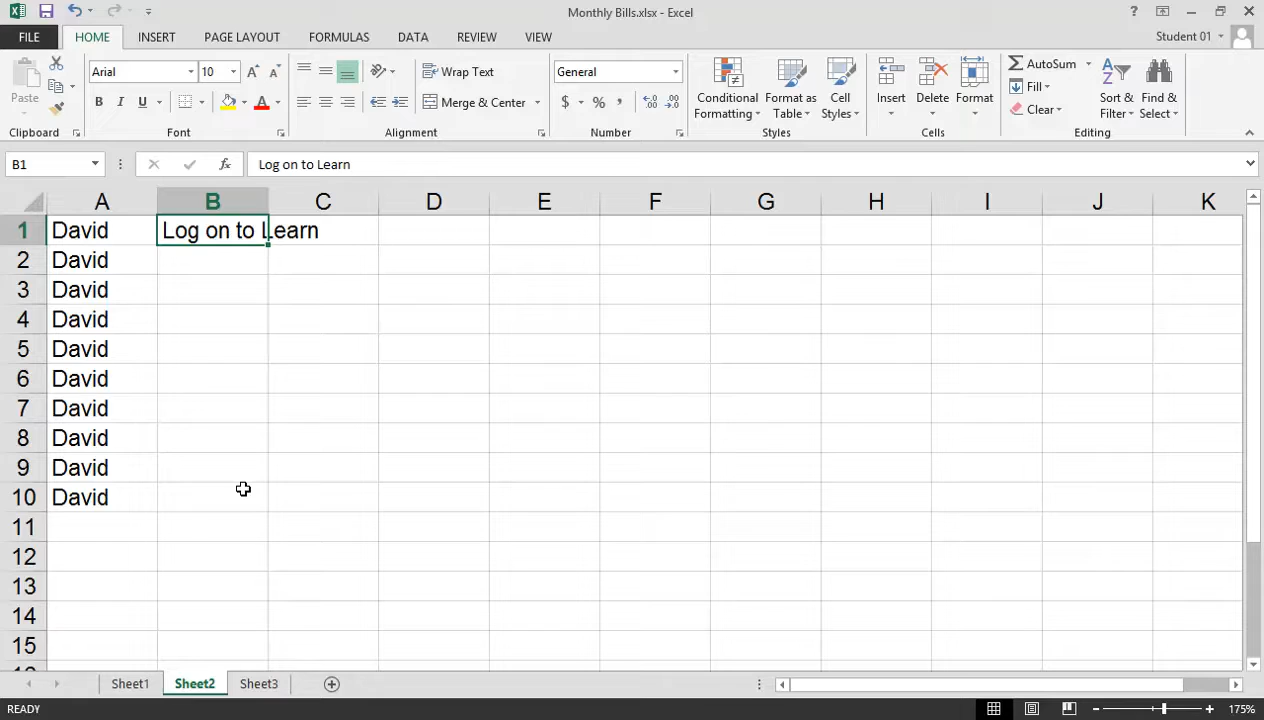 Monthly Bills.xlsx - Excel
FILE HOME INSERT PAGE LAYOUT FORMULAS DATA REVIEW VIEW Student 01
Paste
Clipboard
Arial 10
B I U
Font
Wrap Text
Merge & Center
Alignment
General
$ % ,
Number
Conditional Formatting
Format as Table
Cell Styles
Styles
Insert
Delete
Format
Cells
AutoSum
Fill
Clear
Sort & Filter
Find & Select
Editing
B1 fx Log on to Learn
A B C D E F G H I J K
1 David Log on to Learn
2 David
3 David
4 David
5 David
6 David
7 David
8 David
9 David
10 David
11
12
13
14
15
Sheet1 Sheet2 Sheet3
READY 175%